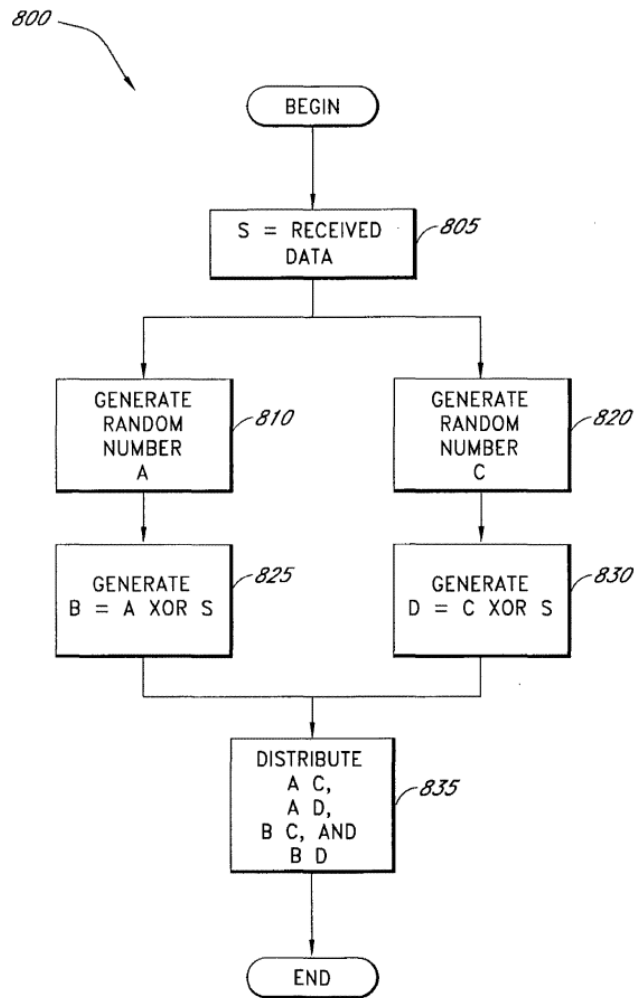 800
BEGIN
S = RECEIVED
DATA
805
GENERATE
RANDOM
NUMBER
A
810
GENERATE
RANDOM
NUMBER
C
820
GENERATE
B = A XOR S
825
GENERATE
D = C XOR S
830
DISTRIBUTE
A C,
A D,
B C, AND
B D
835
END